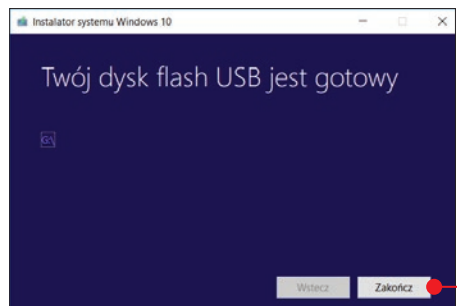 Instalator systemu Windows 10
Twój dysk flash USB jest gotowy
G:\
Wstecz
Zakończ